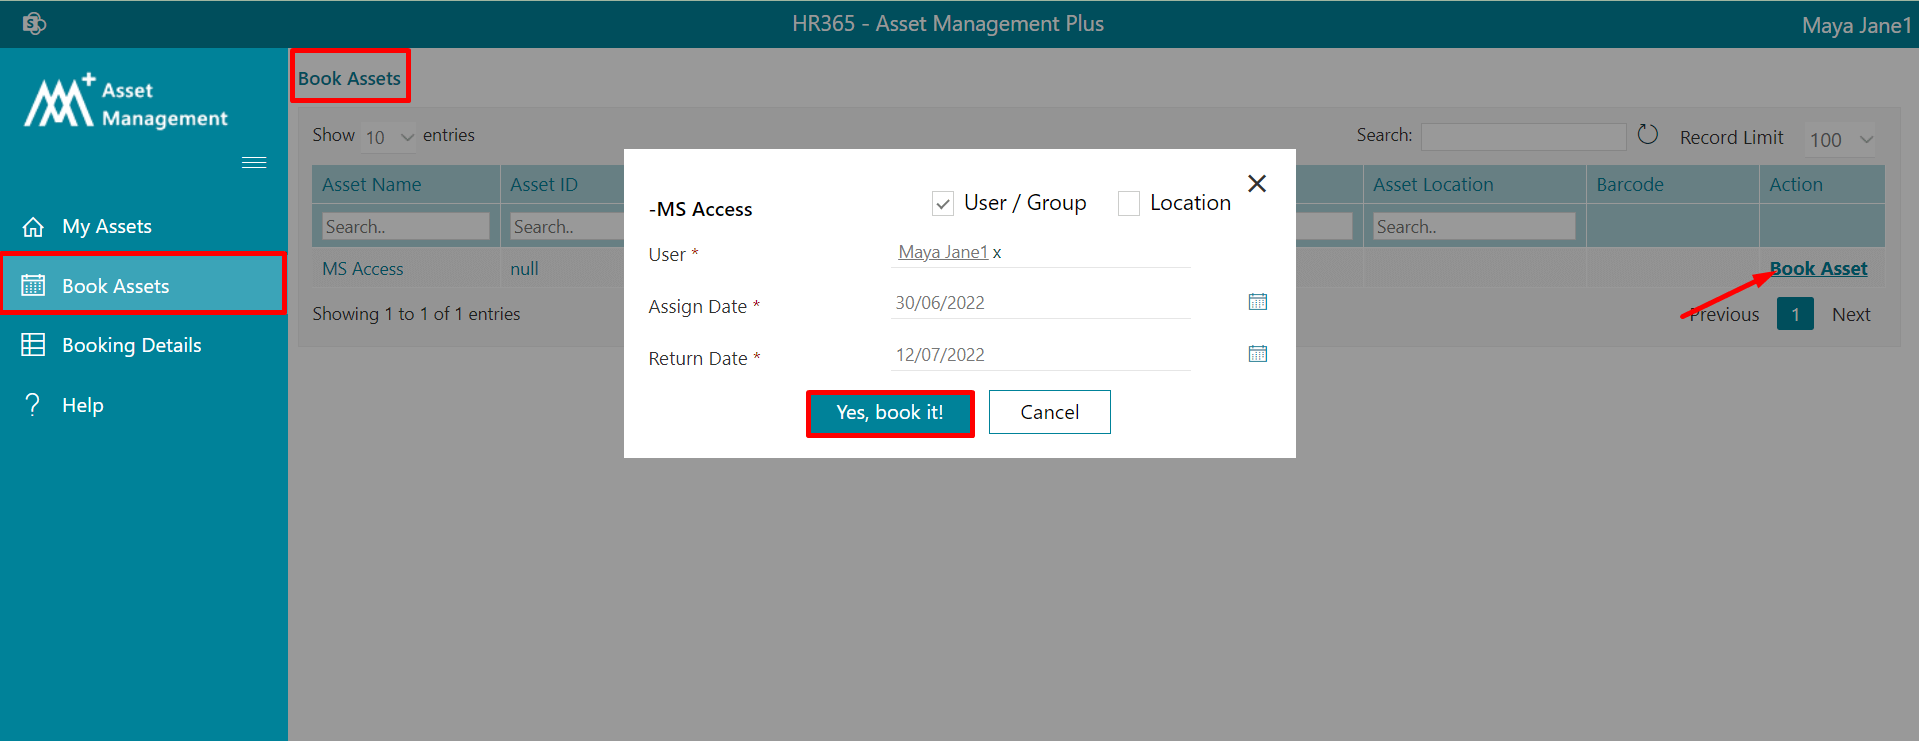 HR365 - Asset Management Plus
Maya Jane1
Asset
Management
My Assets
Book Assets
Booking Details
? Help
Book Assets
Show 10 entries
Search:
Record Limit 100
Asset Name Asset ID Asset Location Barcode Action
Search.. Search.. Search..
MS Access null Book Asset
Showing 1 to 1 of 1 entries
Previous 1 Next
-MS Access User / Group Location
User * Maya Jane1 x
Assign Date * 30/06/2022
Return Date * 12/07/2022
Yes, book it! Cancel